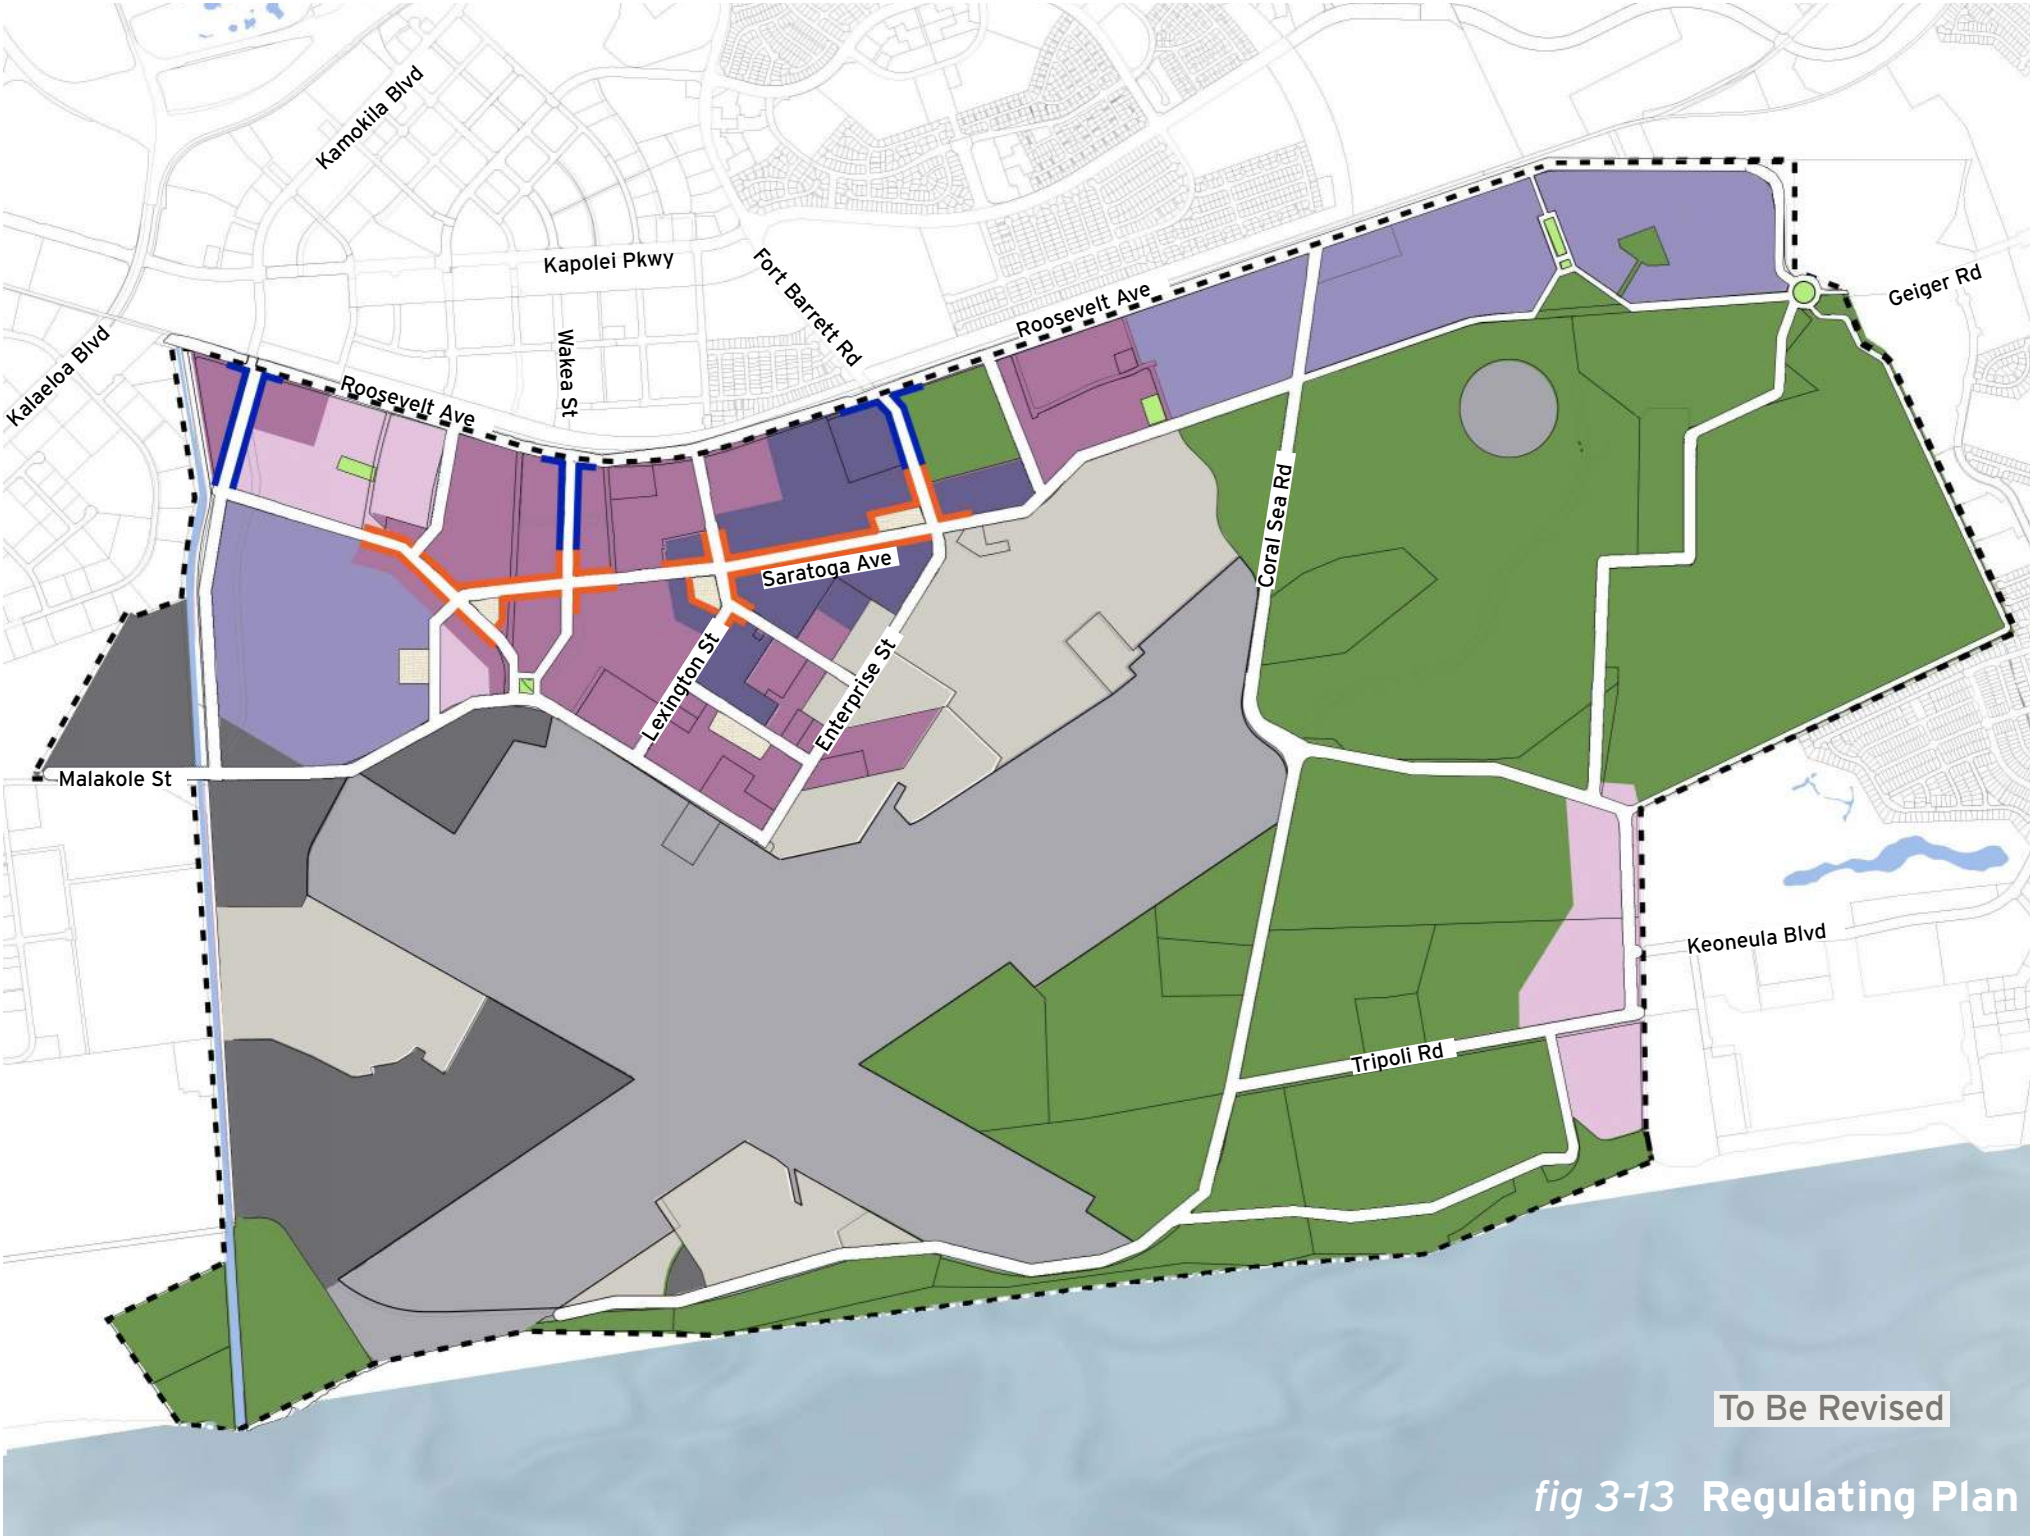 Kamokila Blvd
Kapolei Pkwy
Fort Barrett Rd
Geiger Rd
Roosevelt Ave
Kalaeloa Blvd
Wakea St
Roosevelt Ave
Coral Sea Rd
Saratoga Ave
Lexington St
Enterprise St
Malakole St
Keoneula Blvd
Tripoli Rd
To Be Revised
fig 3-13 Regulating Plan